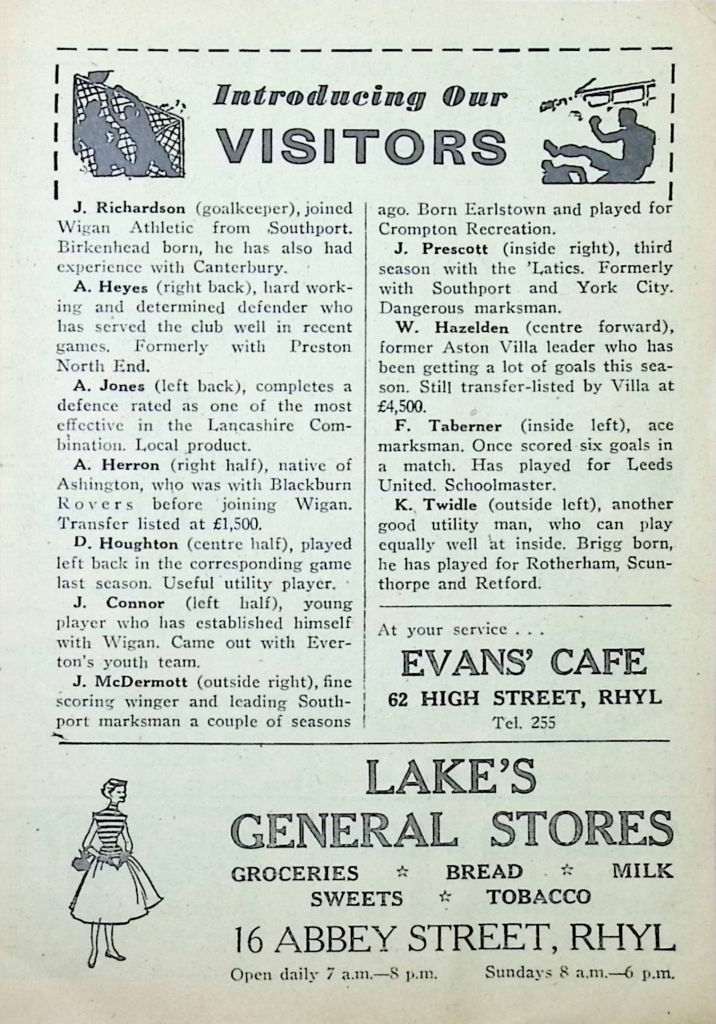 Introducing Our
VISITORS
J. Richardson (goalkeeper), joined
Wigan Athletic from Southport.
Birkenhead born, he has also had
experience with Canterbury.
A. Heyes (right back), hard work-
ing and determined defender who
has served the club well in recent
games. Formerly with Preston
North End.
A. Jones (left back), completes a
defence rated as one of the most
effective in the Lancashire Com-
bination. Local product.
A. Herron (right half), native of
Ashington, who was with Blackburn
Rovers before joining Wigan.
Transfer listed at £1,500.
D. Houghton (centre half), played
left back in the corresponding game
last season. Useful utility player.
J. Connor (left half), young
player who has established himself
with Wigan. Came out with Ever-
ton's youth team.
J. McDermott (outside right), fine
scoring winger and leading South-
port marksman a couple of seasons
ago. Born Earlstown and played for
Crompton Recreation.
J. Prescott (inside right), third
season with the 'Latics. Formerly
with Southport and York City.
Dangerous marksman.
W. Hazelden (centre forward),
former Aston Villa leader who has
been getting a lot of goals this sea-
son. Still transfer-listed by Villa at
£4,500.
F. Taberner (inside left), ace
marksman. Once scored six goals in
a match. Has played for Leeds
United. Schoolmaster.
K. Twidle (outside left), another
good utility man, who can play
equally well at inside. Brigg born,
he has played for Rotherham, Scun-
thorpe and Retford.
At your service . . .
EVANS' CAFE
62 HIGH STREET, RHYL
Tel. 255
LAKE'S
GENERAL STORES
GROCERIES ☆ BREAD ☆ MILK
SWEETS ☆ TOBACCO
16 ABBEY STREET, RHYL
Open daily 7 a.m.—8 p.m. Sundays 8 a.m.—6 p.m.